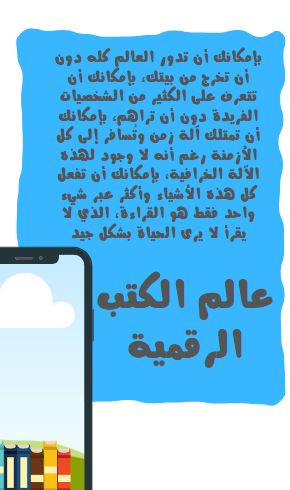 بإمكانك أن تدور العالم كله دون
أن تخرج من بيتك، بإمكانك أن
تتعرف على الكثير من الشخصيات
الفريدة دون أن تراهم، بإمكانك
أن تمتلك آلة زمن وتسافر إلى كل
الأزمنة رغم أنه لا وجود لهذه
الآلة الخرافية، بإمكانك أن تفعل
كل هذه الأشياء وأكثر عبر شيء
واحد فقط هو القراءة، الذي لا
يقرأ لا يرى الحياة بشكل جيد
عالم الكتب
الرقمية